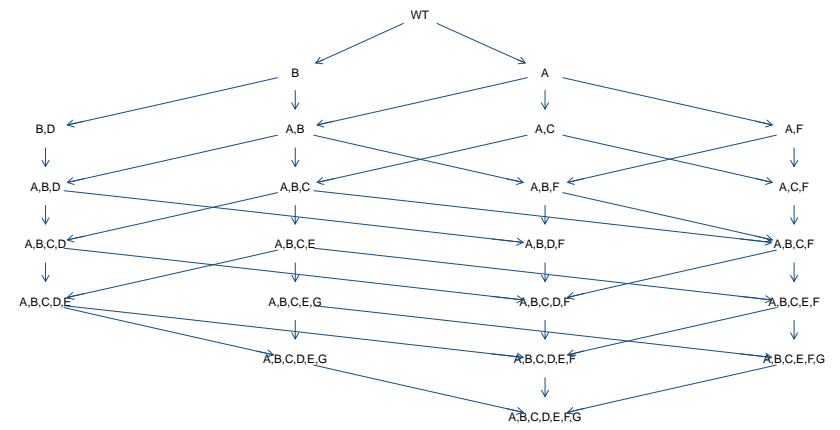 WT
B A
B,D A,B A,C A,F
A,B,D A,B,C A,B,F A,C,F
A,B,C,D A,B,C,E A,B,D,F A,B,C,F
A,B,C,D,E A,B,C,E,G A,B,C,D,F A,B,C,E,F
A,B,C,D,E,G A,B,C,D,E,F A,B,C,E,F,G
A,B,C,D,E,F,G